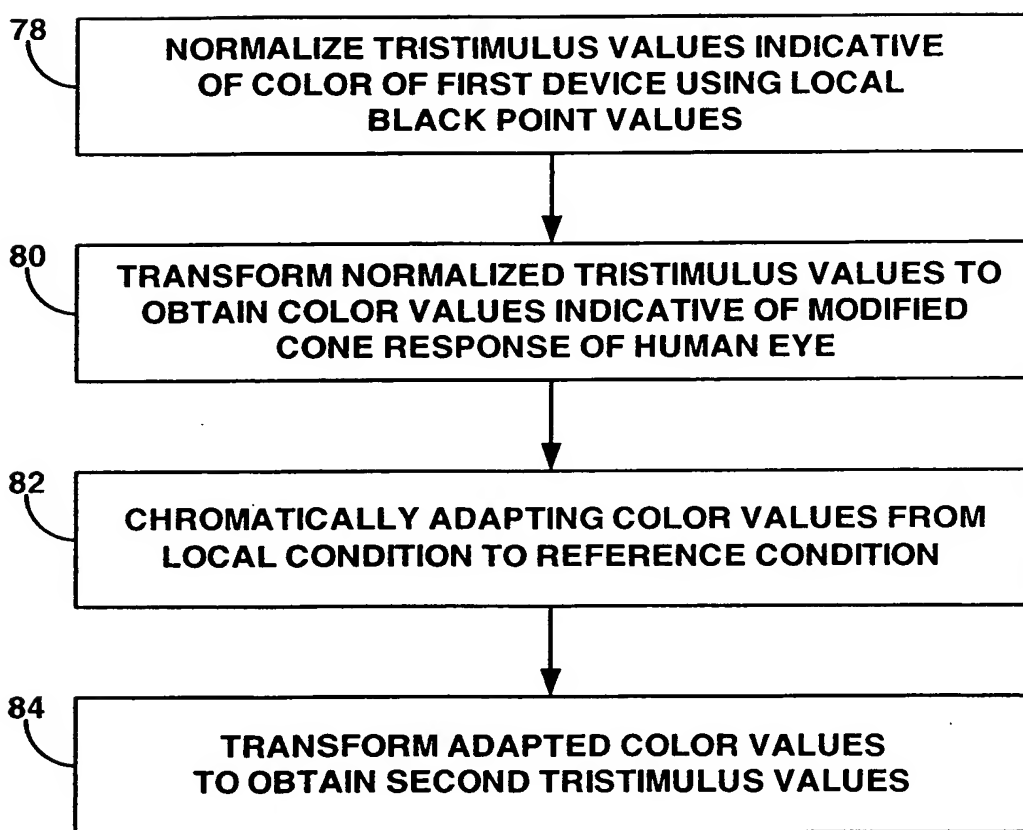 78
NORMALIZE TRISTIMULUS VALUES INDICATIVE
OF COLOR OF FIRST DEVICE USING LOCAL
BLACK POINT VALUES
80
TRANSFORM NORMALIZED TRISTIMULUS VALUES TO
OBTAIN COLOR VALUES INDICATIVE OF MODIFIED
CONE RESPONSE OF HUMAN EYE
82
CHROMATICALLY ADAPTING COLOR VALUES FROM
LOCAL CONDITION TO REFERENCE CONDITION
84
TRANSFORM ADAPTED COLOR VALUES
TO OBTAIN SECOND TRISTIMULUS VALUES